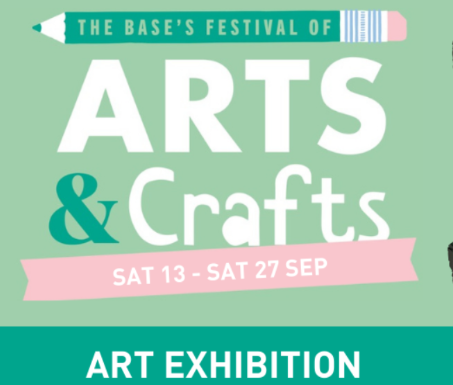 THE BASE'S FESTIVAL OF
ARTS
& Crafts
SAT 13 - SAT 27 SEP
ART EXHIBITION